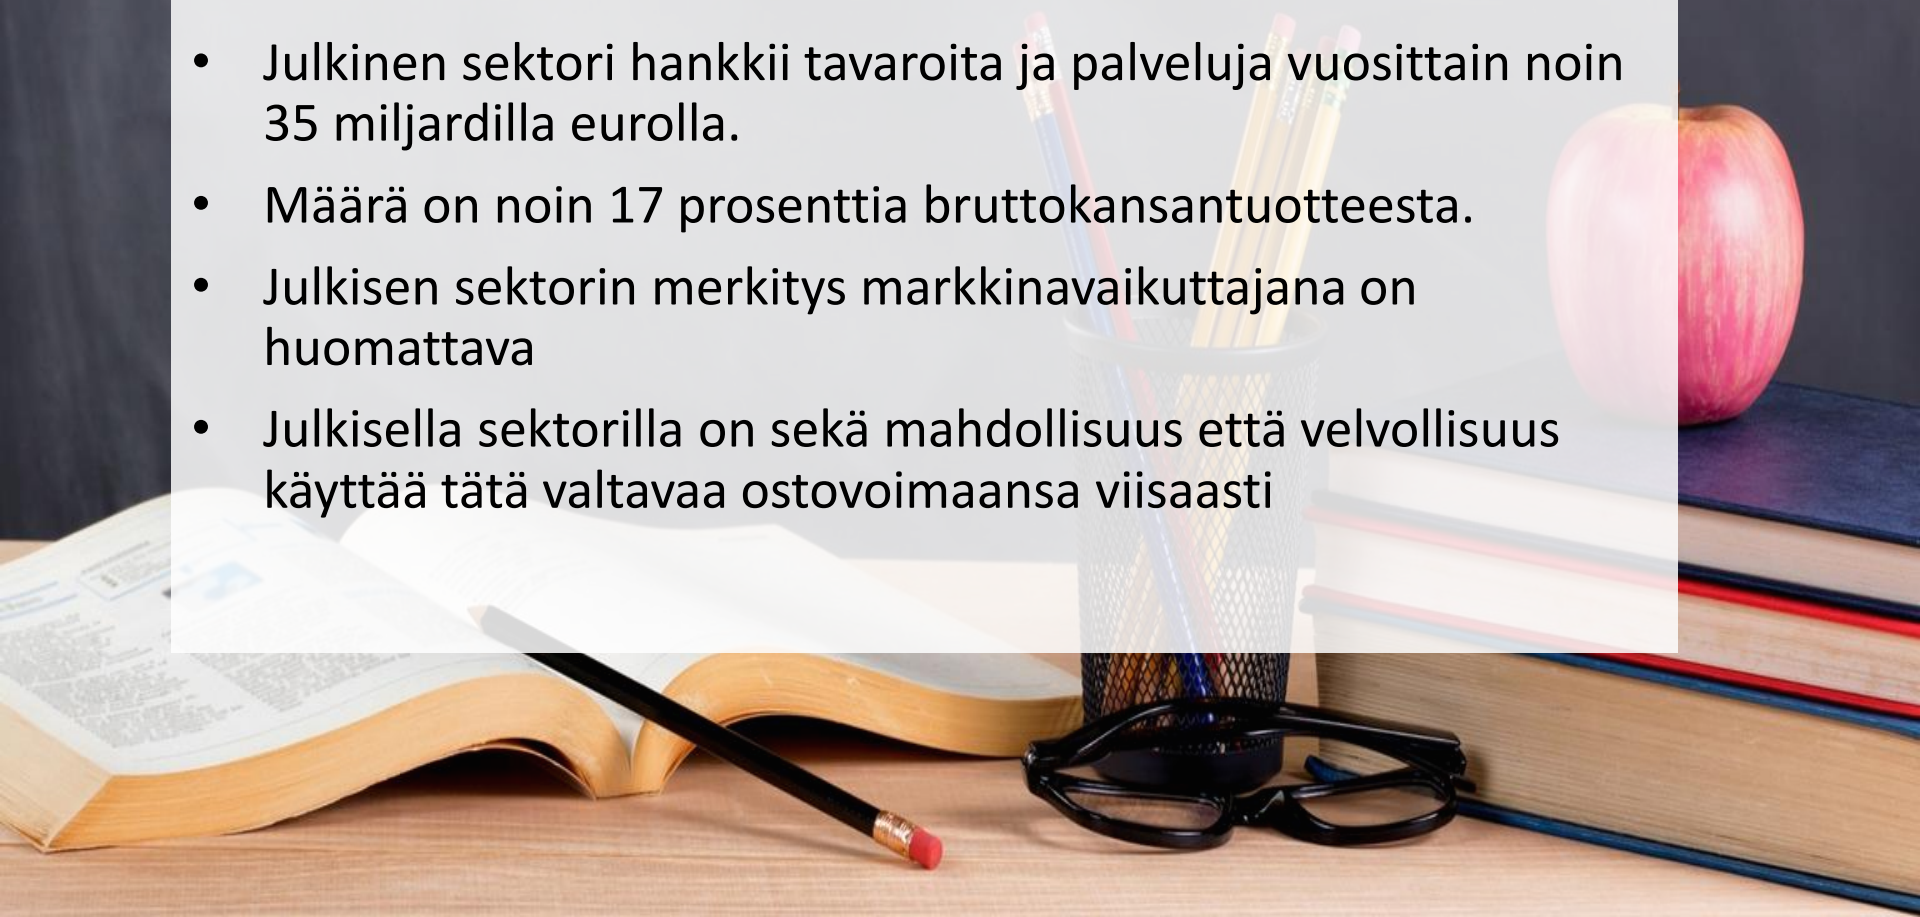 • Julkinen sektori hankkii tavaroita ja palveluja vuosittain noin
35 miljardilla eurolla.
• Määrä on noin 17 prosenttia bruttokansantuotteesta.
• Julkisen sektorin merkitys markkinavaikuttajana on
huomattava
• Julkisella sektorilla on sekä mahdollisuus että velvollisuus
käyttää tätä valtavaa ostovoimaansa viisaasti